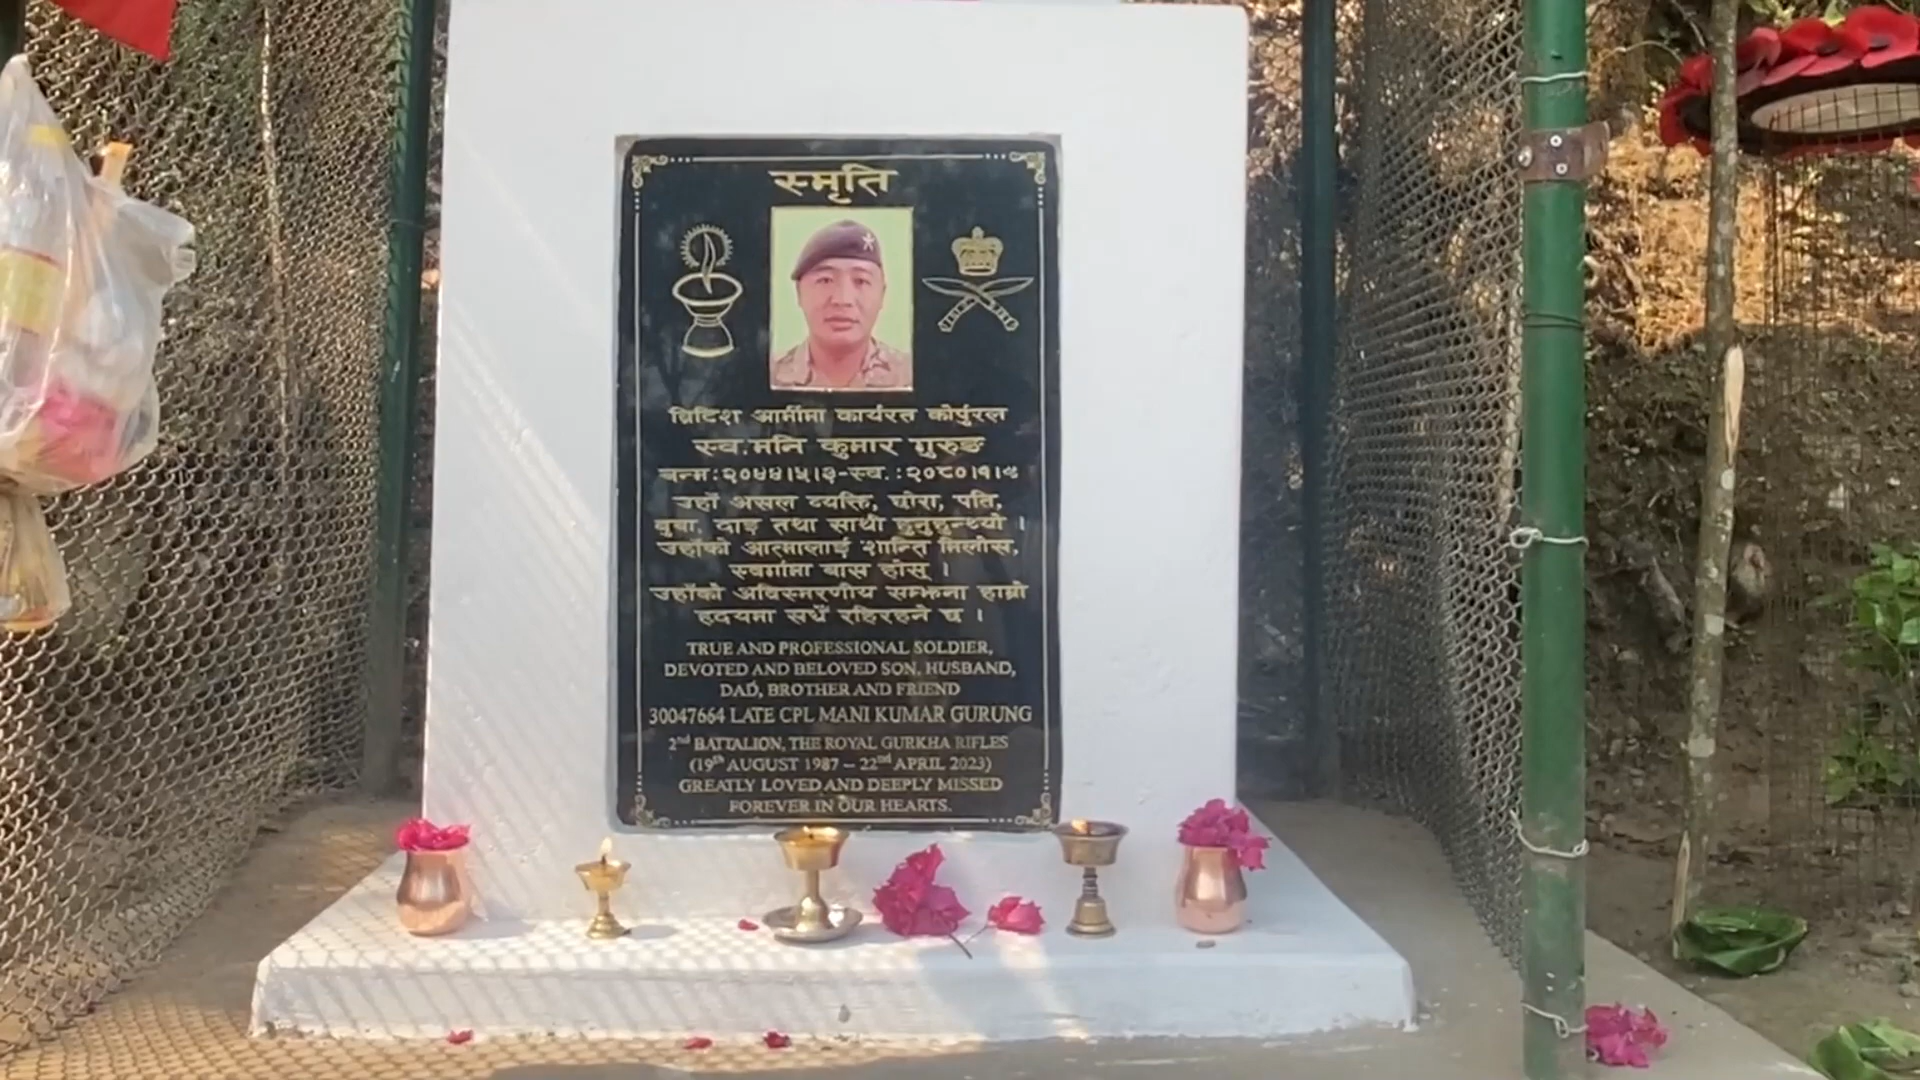 स्मृति
ब्रिटिश आर्मीमा कार्यरत कोर्पुरल
स्व.मनि कुमार गुरुङ
जन्म:२०४४।५।३-स्व.:२०८०।१।९
उहाँ असल व्यक्ति, छोरा, पति,
बुबा, दाइ तथा साथी हुनुहुन्थ्यो ।
उहाँको आत्मालाई शान्ति मिलोस,
स्वर्गमा बास होस् ।
उहाँको अविस्मरणीय सम्झना हाम्रो
हृदयमा सधैं रहिरहने छ ।
TRUE AND PROFESSIONAL SOLDIER,
DEVOTED AND BELOVED SON, HUSBAND,
DAD, BROTHER AND FRIEND
30047664 LATE CPL MANI KUMAR GURUNG
2nd BATTALION, THE ROYAL GURKHA RIFLES
(19th AUGUST 1987 – 22nd APRIL 2023)
GREATLY LOVED AND DEEPLY MISSED
FOREVER IN OUR HEARTS.